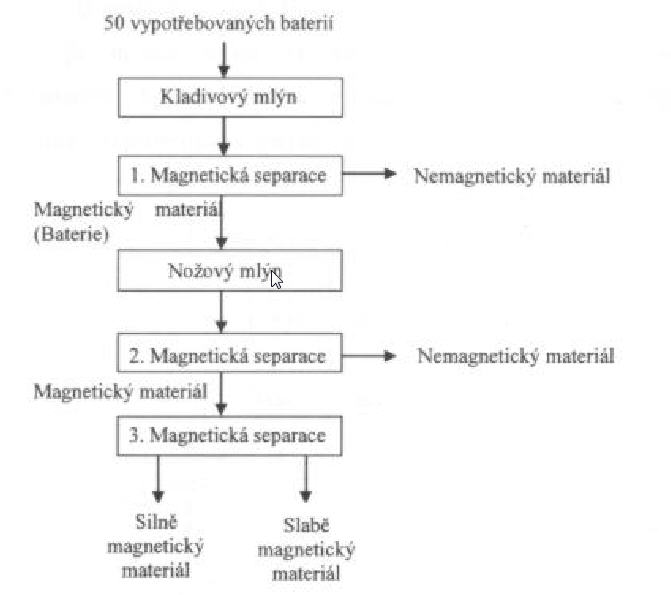 50 vypotřebovaných baterií
Kladivový mlýn
1. Magnetická separace
Nemagnetický materiál
Magnetický materiál
(Baterie)
Nožový mlýn
2. Magnetická separace
Nemagnetický materiál
Magnetický materiál
3. Magnetická separace
Silně
magnetický
materiál
Slabě
magnetický
materiál